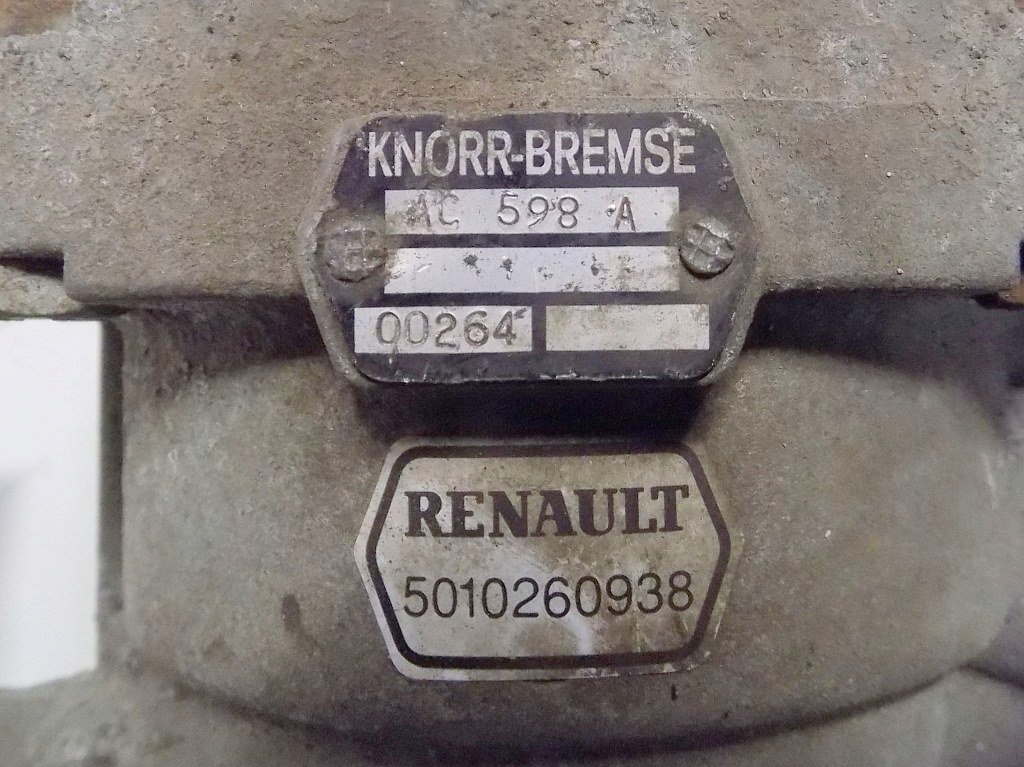 KNORR-BREMSE
AC 598 A
00264
RENAULT
5010260938